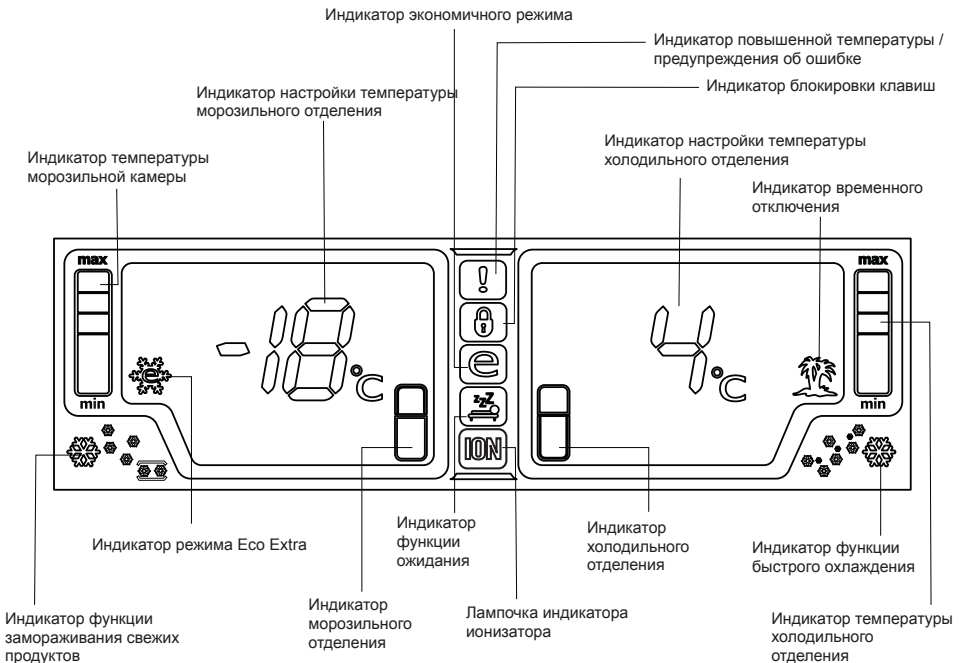 Индикатор экономичного режима
Индикатор повышенной температуры /
предупреждения об ошибке
Индикатор настройки температуры
морозильного отделения
Индикатор блокировки клавиш
Индикатор температуры
морозильной камеры
Индикатор настройки температуры
холодильного отделения
Индикатор временного
отключения
max
min
e
-18°C
!
e
zzZ
ION
4°C
max
min
Индикатор режима Eco Extra
Индикатор
функции
ожидания
Индикатор
холодильного
отделения
Индикатор функции
быстрого охлаждения
Индикатор функции
замораживания свежих
продуктов
Индикатор
морозильного
отделения
Лампочка индикатора
ионизатора
Индикатор температуры
холодильного
отделения